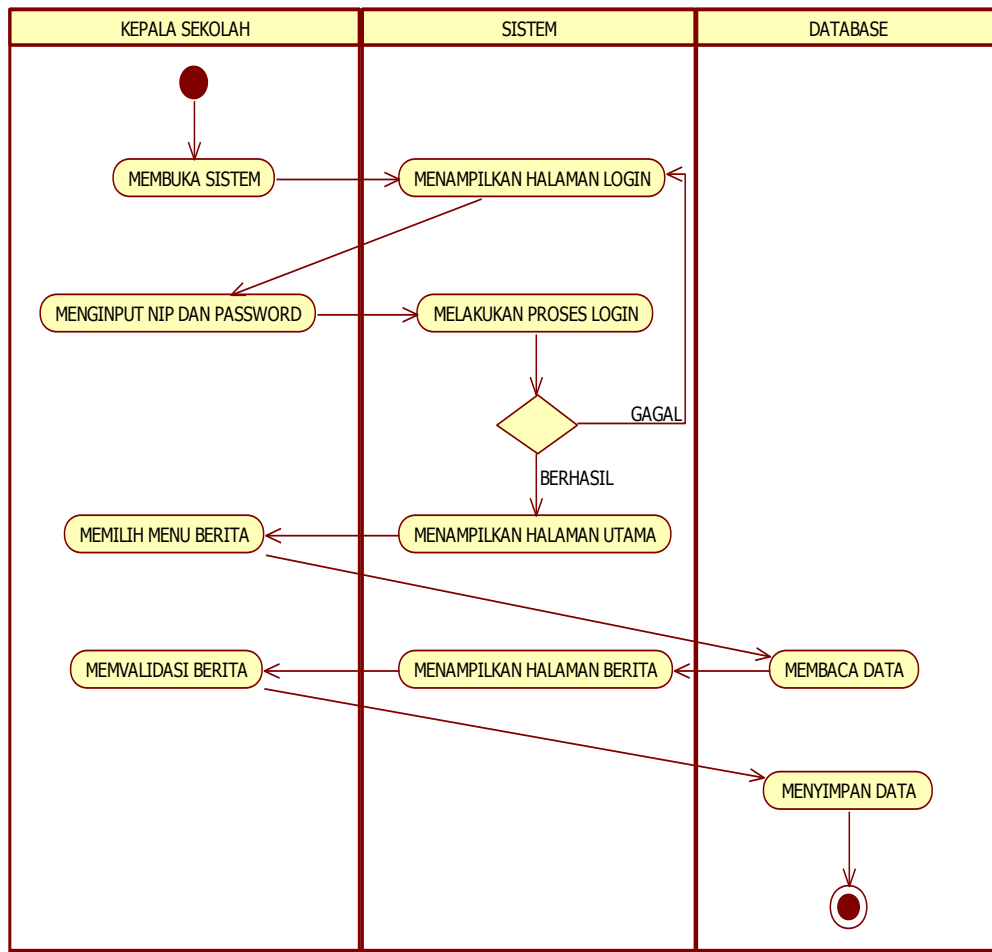 KEPALA SEKOLAH
SISTEM
DATABASE
MEMBUKA SISTEM
MENAMPILKAN HALAMAN LOGIN
MENGINPUT NIP DAN PASSWORD
MELAKUKAN PROSES LOGIN
GAGAL
BERHASIL
MEMILIH MENU BERITA
MENAMPILKAN HALAMAN UTAMA
MEMVALIDASI BERITA
MENAMPILKAN HALAMAN BERITA
MEMBACA DATA
MENYIMPAN DATA